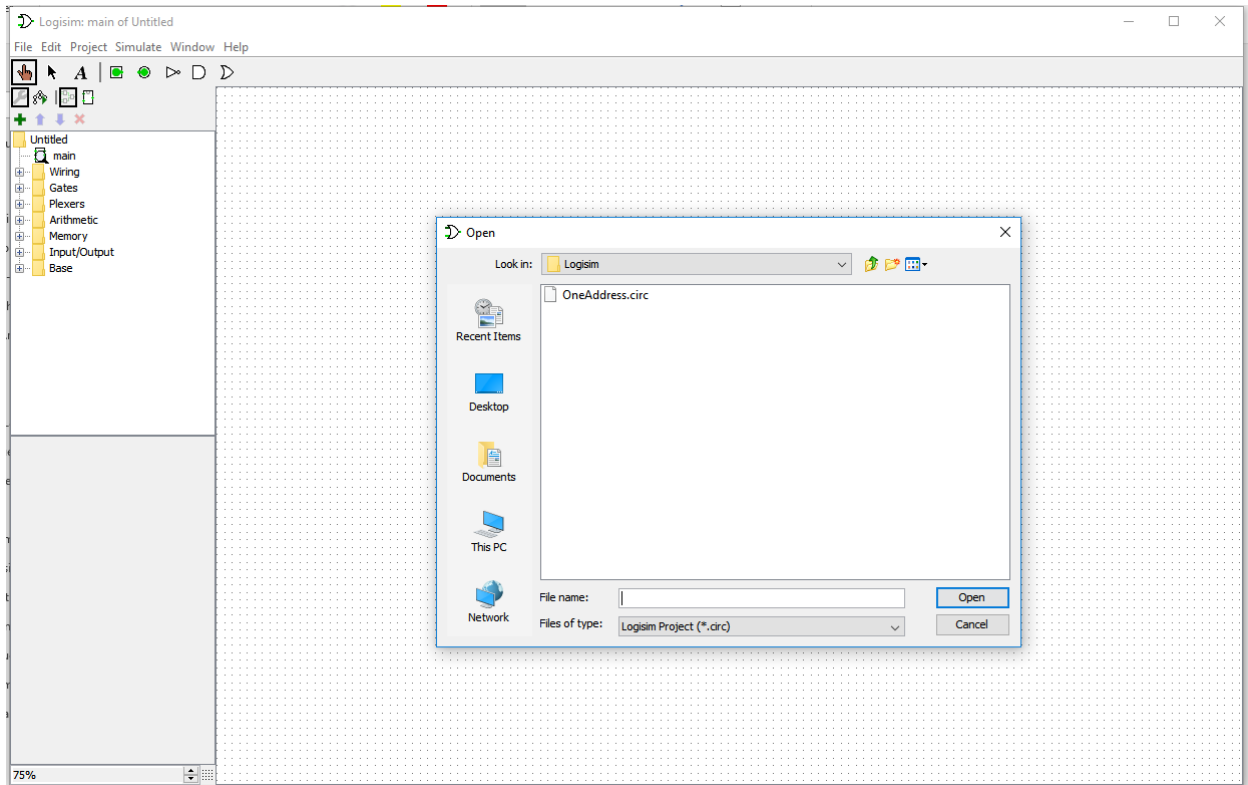 Logisim: main of Untitled
File Edit Project Simulate Window Help
A
Untitled
main
Wiring
Gates
Plexers
Arithmetic
Memory
Input/Output
Base
75%
Open
Look in: Logisim
OneAddress.circ
Recent Items
Desktop
Documents
This PC
Network
File name:
Open
Files of type: Logisim Project (*.circ)
Cancel